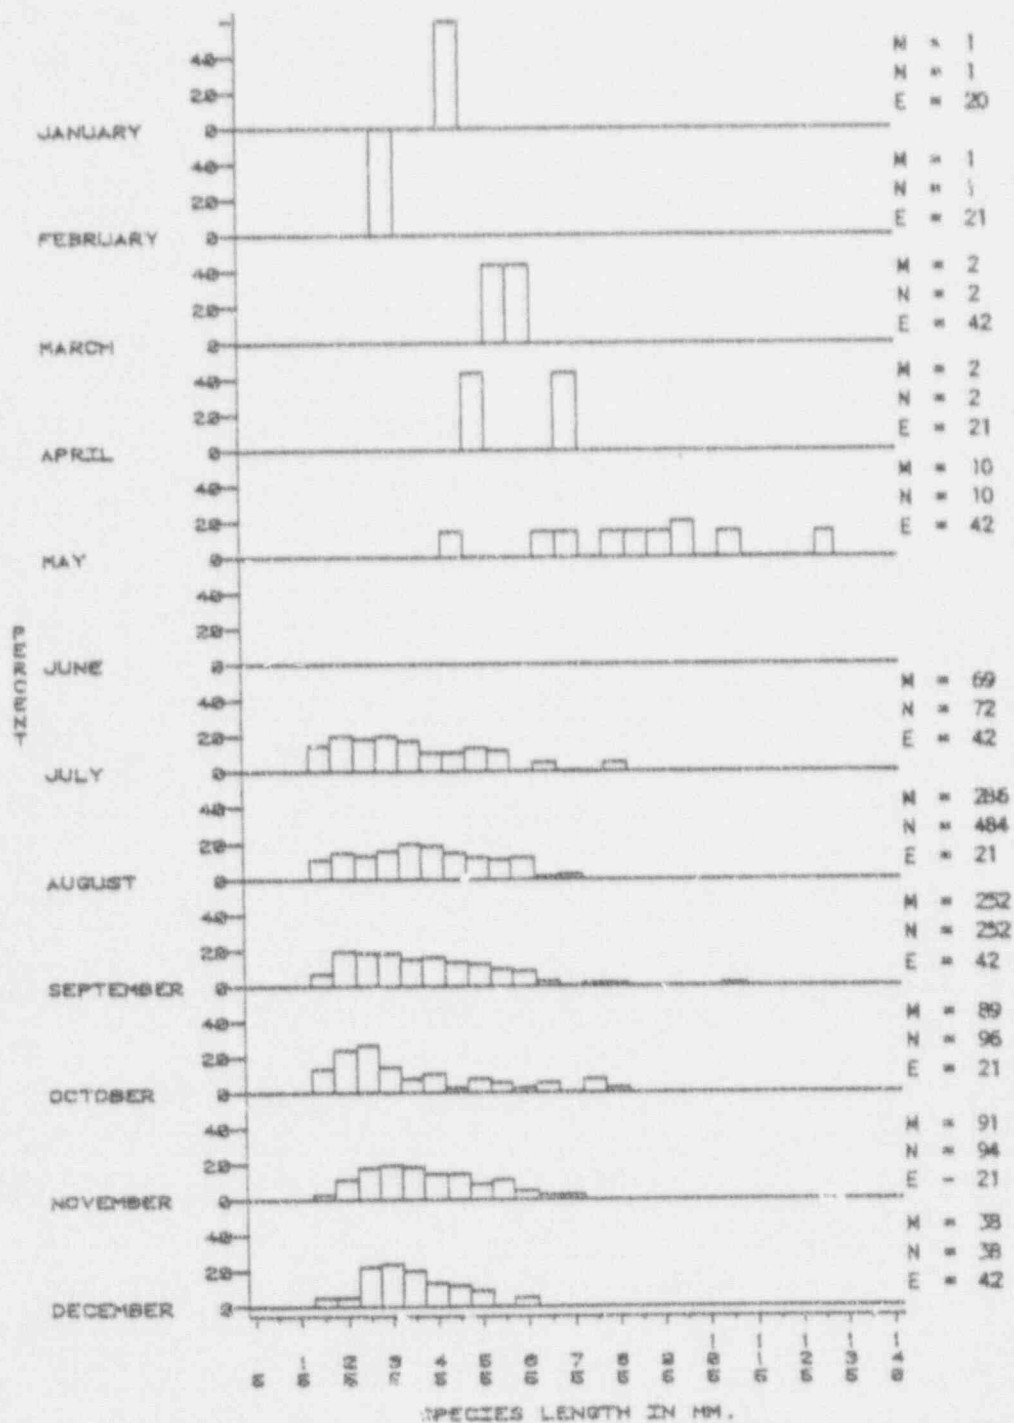 40
20
JANUARY 0
M = 1
N = 1
E = 20
40
20
FEBRUARY 0
M = 1
N =
E = 21
40
20
MARCH 0
M = 2
N = 2
E = 42
40
20
APRIL 0
M = 2
N = 2
E = 21
40
20
MAY 0
M = 10
N = 10
E = 42
PERCENT
40
20
JUNE 0
40
20
JULY 0
M = 69
N = 72
E = 42
40
20
AUGUST 0
M = 286
N = 484
E = 21
40
20
SEPTEMBER 0
M = 252
N = 252
E = 42
40
20
OCTOBER 0
M = 89
N = 96
E = 21
40
20
NOVEMBER 0
M = 91
N = 94
E - 21
40
20
DECEMBER 0
M = 38
N = 38
E = 42
SPECIES LENGTH IN MM.